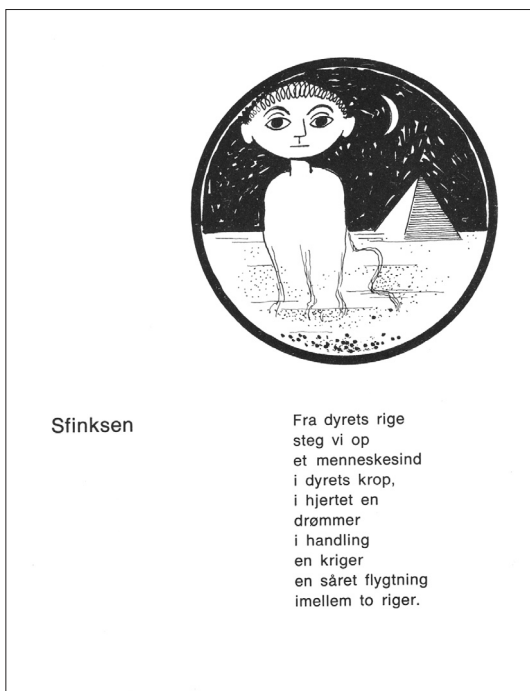 Sfinksen
Fra dyrets rige
steg vi op
et menneskesind
i dyrets krop,
i hjertet en
drømmer
i handling
en kriger
en såret flygtning
imellem to riger.